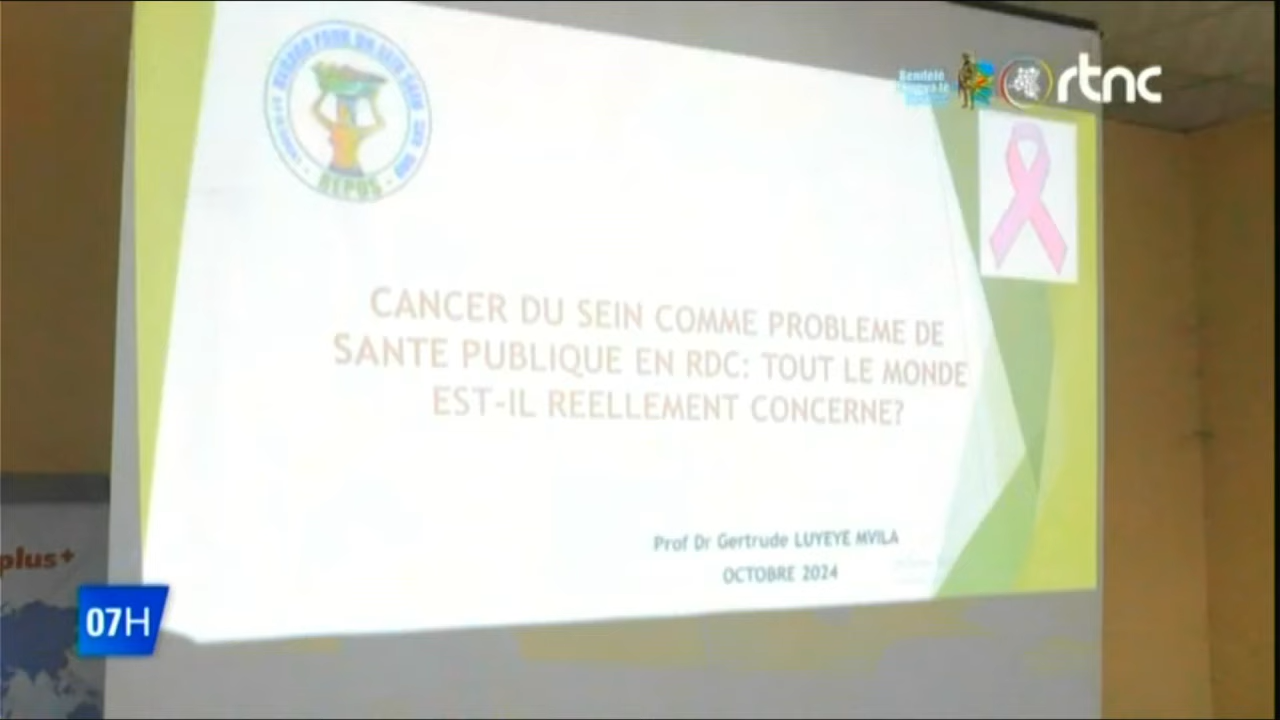 rtnc
REPUS
CANCER DU SEIN COMME PROBLEME DE
SANTE PUBLIQUE EN RDC: TOUT LE MONDE
EST-IL REELLEMENT CONCERNE?
Prof Dr Gertrude LUYEYE MVILA
OCTOBRE 2024
plus+
07H